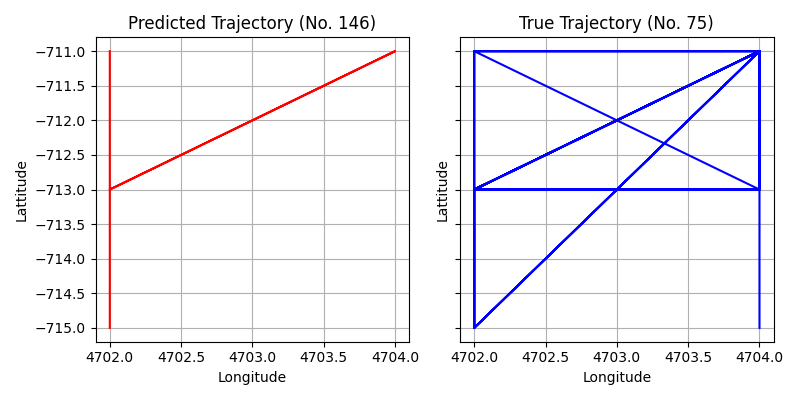 Predicted Trajectory (No. 146)
Lattitude
−711.0
−711.5
−712.0
−712.5
−713.0
−713.5
−714.0
−714.5
−715.0
4702.0 4702.5 4703.0 4703.5 4704.0
Longitude
True Trajectory (No. 75)
Lattitude
4702.0 4702.5 4703.0 4703.5 4704.0
Longitude